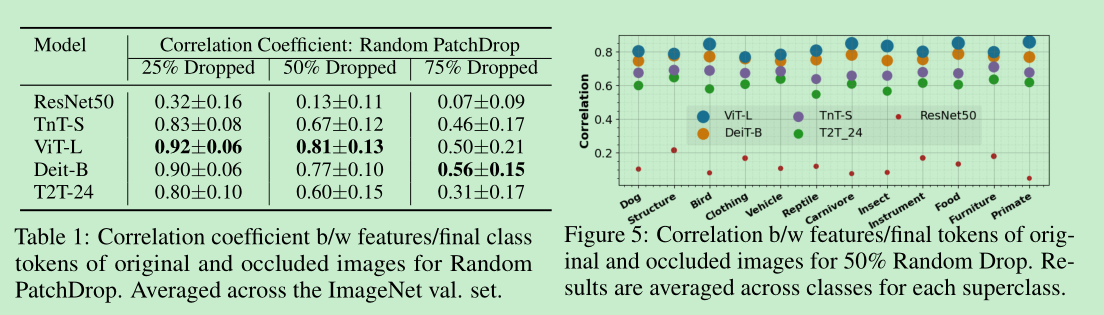 Model Correlation Coefficient: Random PatchDrop
25% Dropped 50% Dropped 75% Dropped
ResNet50 0.32±0.16 0.13±0.11 0.07±0.09
TnT-S 0.83±0.08 0.67±0.12 0.46±0.17
ViT-L 0.92±0.06 0.81±0.13 0.50±0.21
Deit-B 0.90±0.06 0.77±0.10 0.56±0.15
T2T-24 0.80±0.10 0.60±0.15 0.31±0.17
Table 1: Correlation coefficient b/w features/final class
tokens of original and occluded images for Random
PatchDrop. Averaged across the ImageNet val. set.
Correlation
0.8
0.6
0.4
0.2
ViT-L TnT-S ResNet50
DeiT-B T2T_24
Dog Structure Bird Clothing Vehicle Reptile Carnivore Insect Instrument Food Furniture Primate
Figure 5: Correlation b/w features/final tokens of orig-
inal and occluded images for 50% Random Drop. Re-
sults are averaged across classes for each superclass.